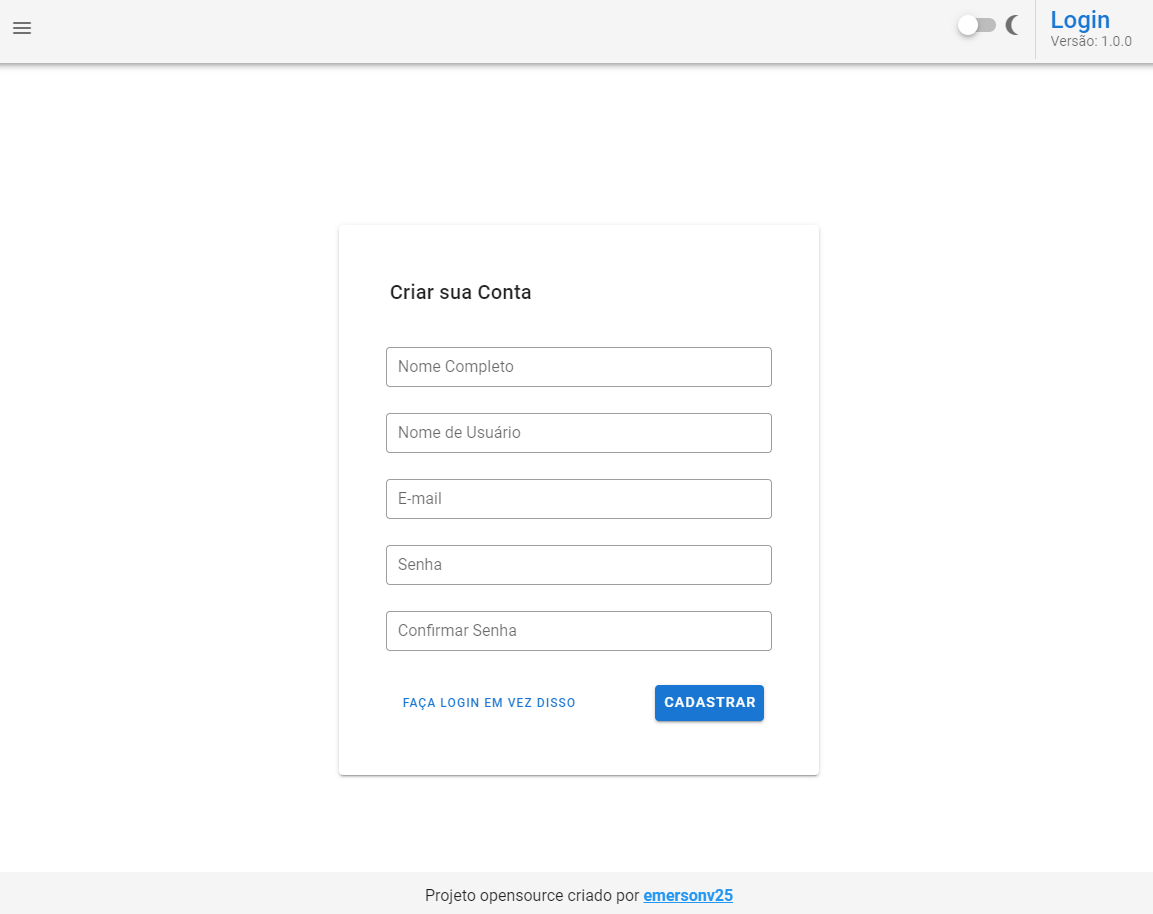 Login
Versão: 1.0.0
Criar sua Conta
Nome Completo
Nome de Usuário
E-mail
Senha
Confirmar Senha
FAÇA LOGIN EM VEZ DISSO
CADASTRAR
Projeto opensource criado por emersonv25